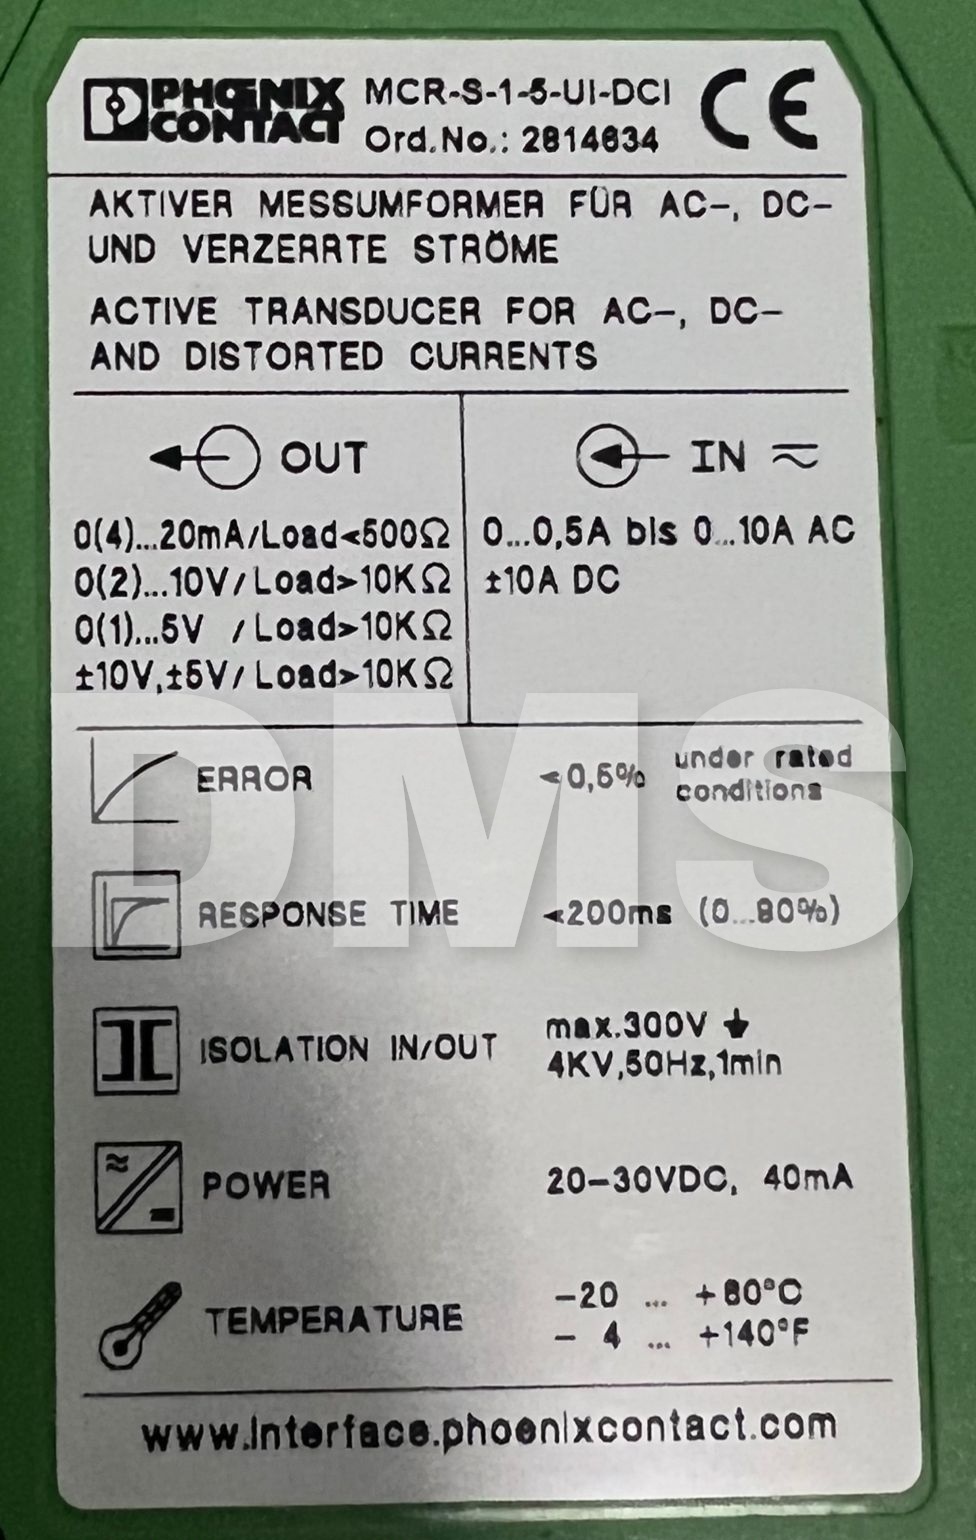 PHŒNIX
CONTACT
MCR-S-1-5-UI-DCI
Ord.No.: 2814634
CE
AKTIVER MESSUMFORMER FÜR AC-, DC-
UND VERZERRTE STRÖME
ACTIVE TRANSDUCER FOR AC-, DC-
AND DISTORTED CURRENTS
OUT
0(4)...20mA/Load<500Ω
0(2)...10V/Load>10KΩ
0(1)...5V /Load>10KΩ
±10V,±5V/Load>10KΩ
IN ≂
0...0,5A bis 0...10A AC
±10A DC
ERROR
<0,5% under rated
conditions
RESPONSE TIME
<200ms (0...90%)
ISOLATION IN/OUT
max.300V ⏚
4KV,50Hz,1min
POWER
20-30VDC, 40mA
TEMPERATURE
-20 ... +60°C
- 4 ... +140°F
www.interface.phoenixcontact.com
DMS